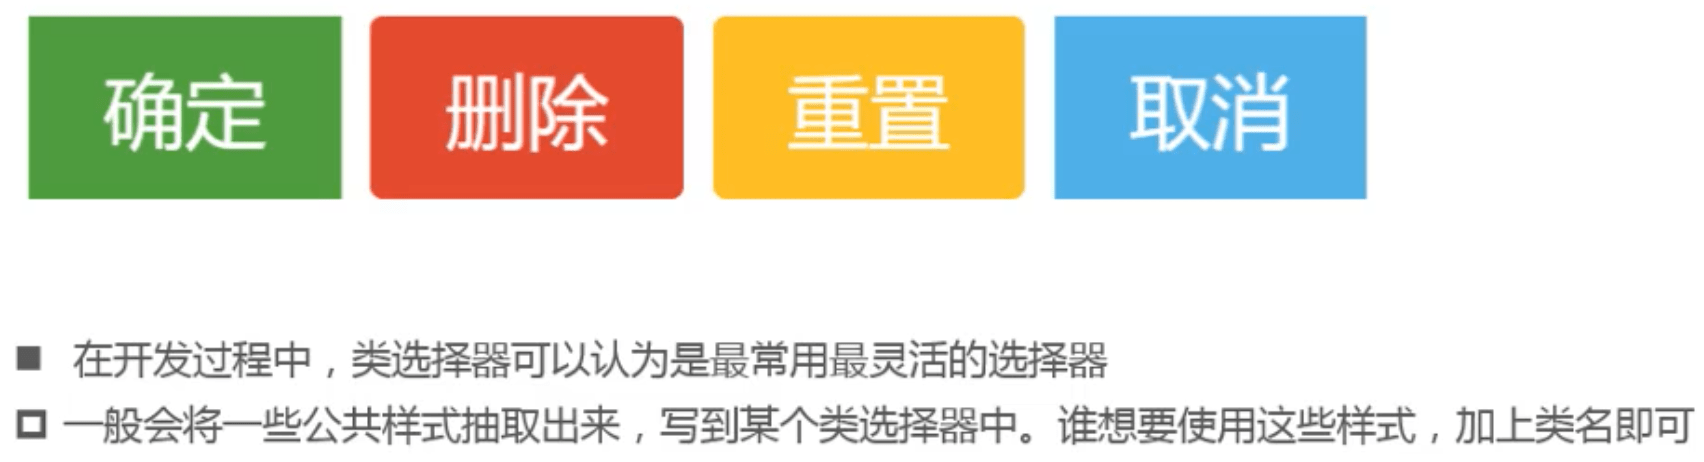 确定 删除 重置 取消
在开发过程中，类选择器可以认为是最常用最灵活的选择器
一般会将一些公共样式抽取出来，写到某个类选择器中。谁想要使用这些样式，加上类名即可